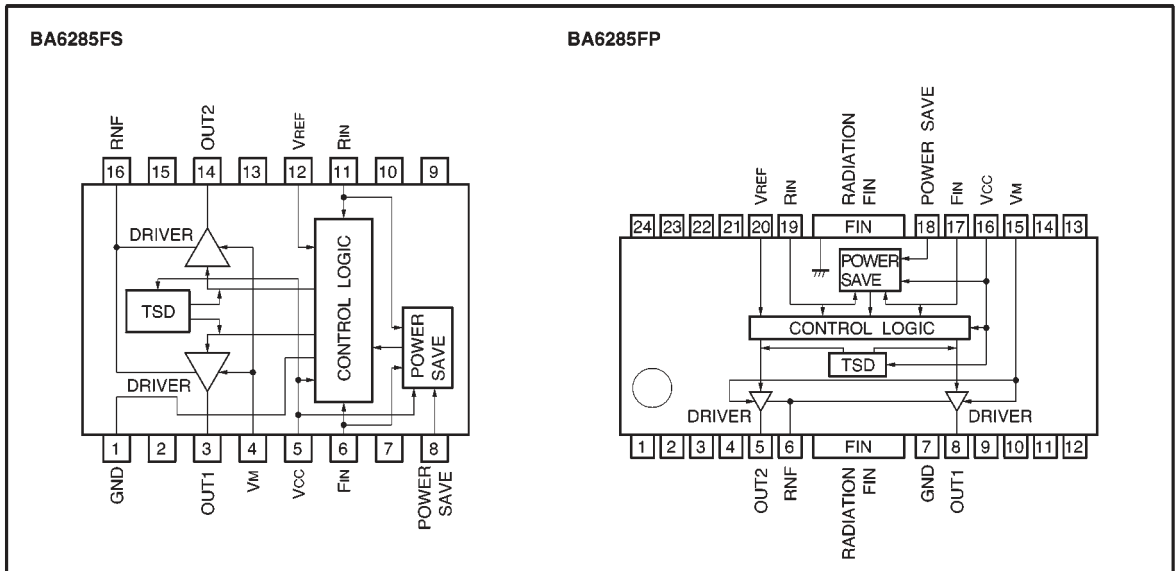 BA6285FS
RNF
OUT2
VREF
RIN
16 15 14 13 12 11 10 9
DRIVER
TSD
DRIVER
CONTROL LOGIC
POWER
SAVE
1 2 3 4 5 6 7 8
GND
OUT1
VM
VCC
FIN
POWER
SAVE
BA6285FP
VREF
RIN
RADIATION
FIN
POWER SAVE
FIN
VCC
VM
24 23 22 21 20 19 FIN 18 17 16 15 14 13
POWER
SAVE
CONTROL LOGIC
TSD
DRIVER
DRIVER
1 2 3 4 5 6 FIN 7 8 9 10 11 12
OUT2
RNF
RADIATION
FIN
GND
OUT1